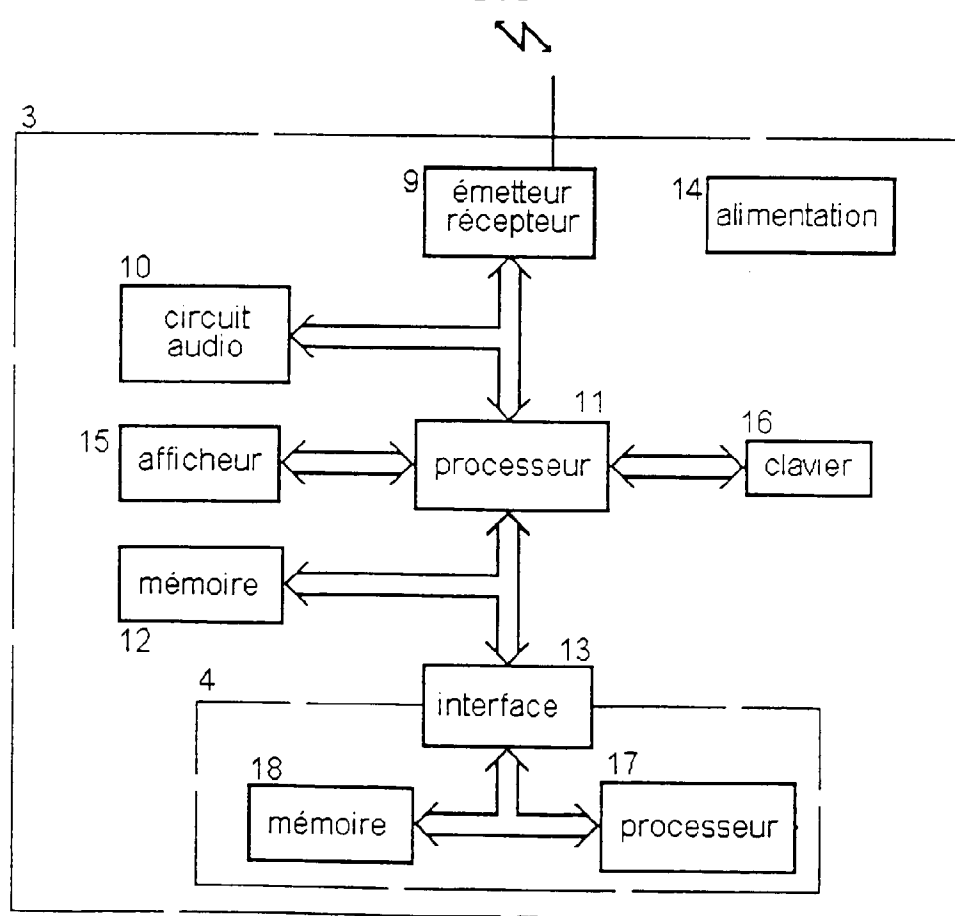 3
9
émetteur
récepteur
14
alimentation
10
circuit
audio
11
15
afficheur
processeur
16
clavier
mémoire
12
13
4
interface
18
mémoire
17
processeur